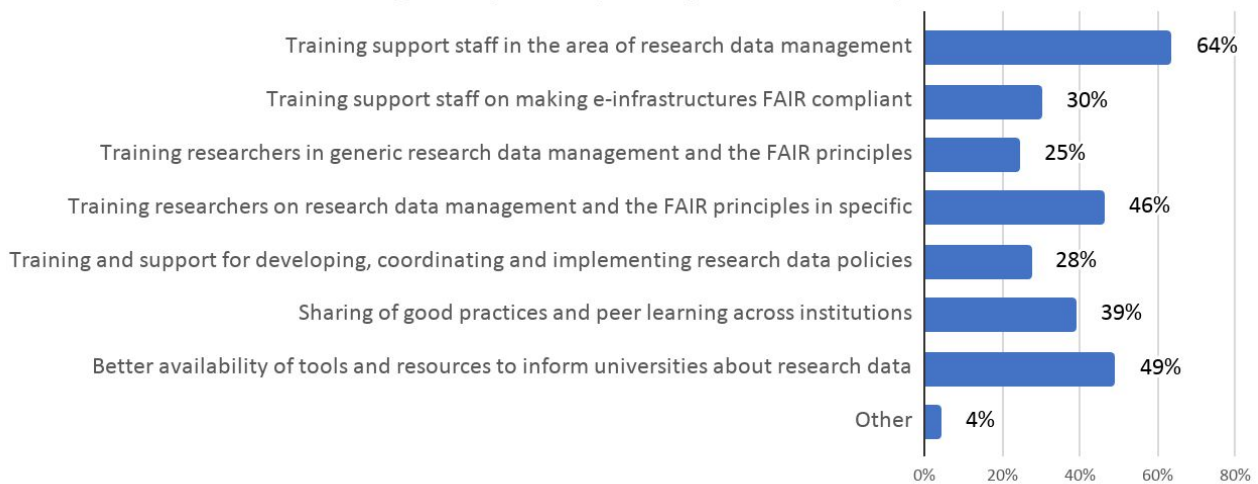 Training support staff in the area of research data management 64%
Training support staff on making e-infrastructures FAIR compliant 30%
Training researchers in generic research data management and the FAIR principles 25%
Training researchers on research data management and the FAIR principles in specific 46%
Training and support for developing, coordinating and implementing research data policies 28%
Sharing of good practices and peer learning across institutions 39%
Better availability of tools and resources to inform universities about research data 49%
Other 4%
0% 20% 40% 60% 80%